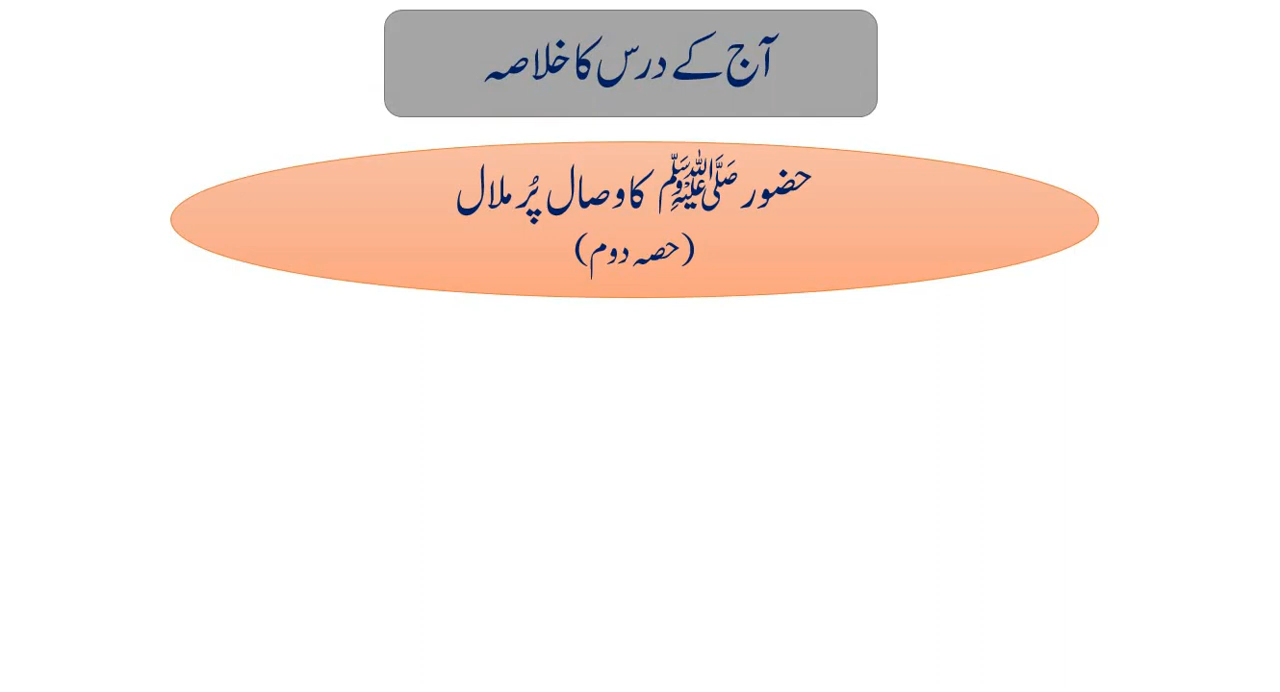 آج کے درس کا خلاصہ
حضور ﷺ کا وصال پُر ملال
(حصہ دوم)